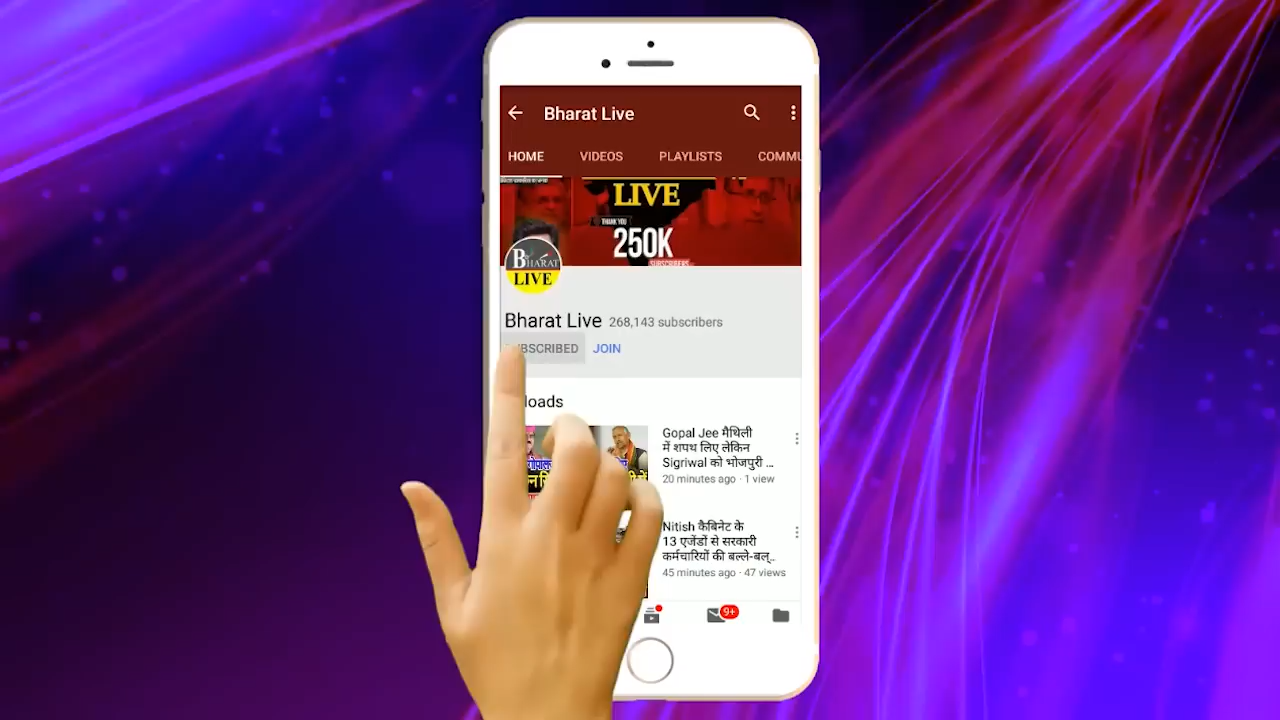 Bharat Live
HOME VIDEOS PLAYLISTS COMMU
LIVE
THANK YOU
250K
SUBSCRIBERS
BHARAT
LIVE
Bharat Live 268,143 subscribers
UBSCRIBED JOIN
loads
Gopal Jee मैथिली
में शपथ लिए लेकिन
Sigriwal को भोजपुरी ...
20 minutes ago · 1 view
Nitish कैबिनेट के
13 एजेंडों से सरकारी
कर्मचारियों की बल्ले-बल्..
45 minutes ago · 47 views
9+